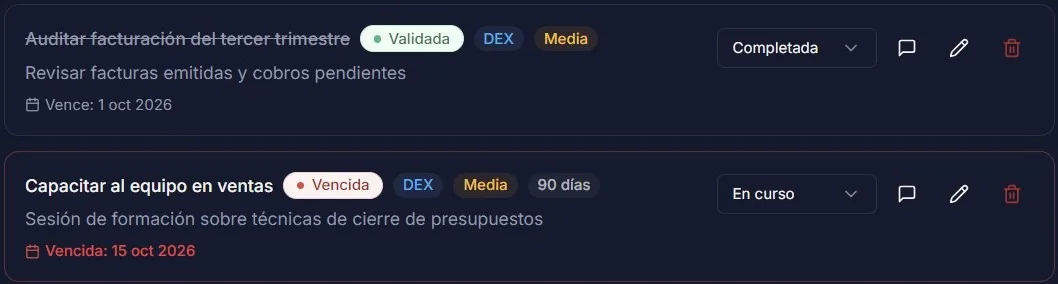 Auditar facturación del tercer trimestre Validada DEX Media Completada
Revisar facturas emitidas y cobros pendientes
Vence: 1 oct 2026
Capacitar al equipo en ventas Vencida DEX Media 90 días En curso
Sesión de formación sobre técnicas de cierre de presupuestos
Vencida: 15 oct 2026